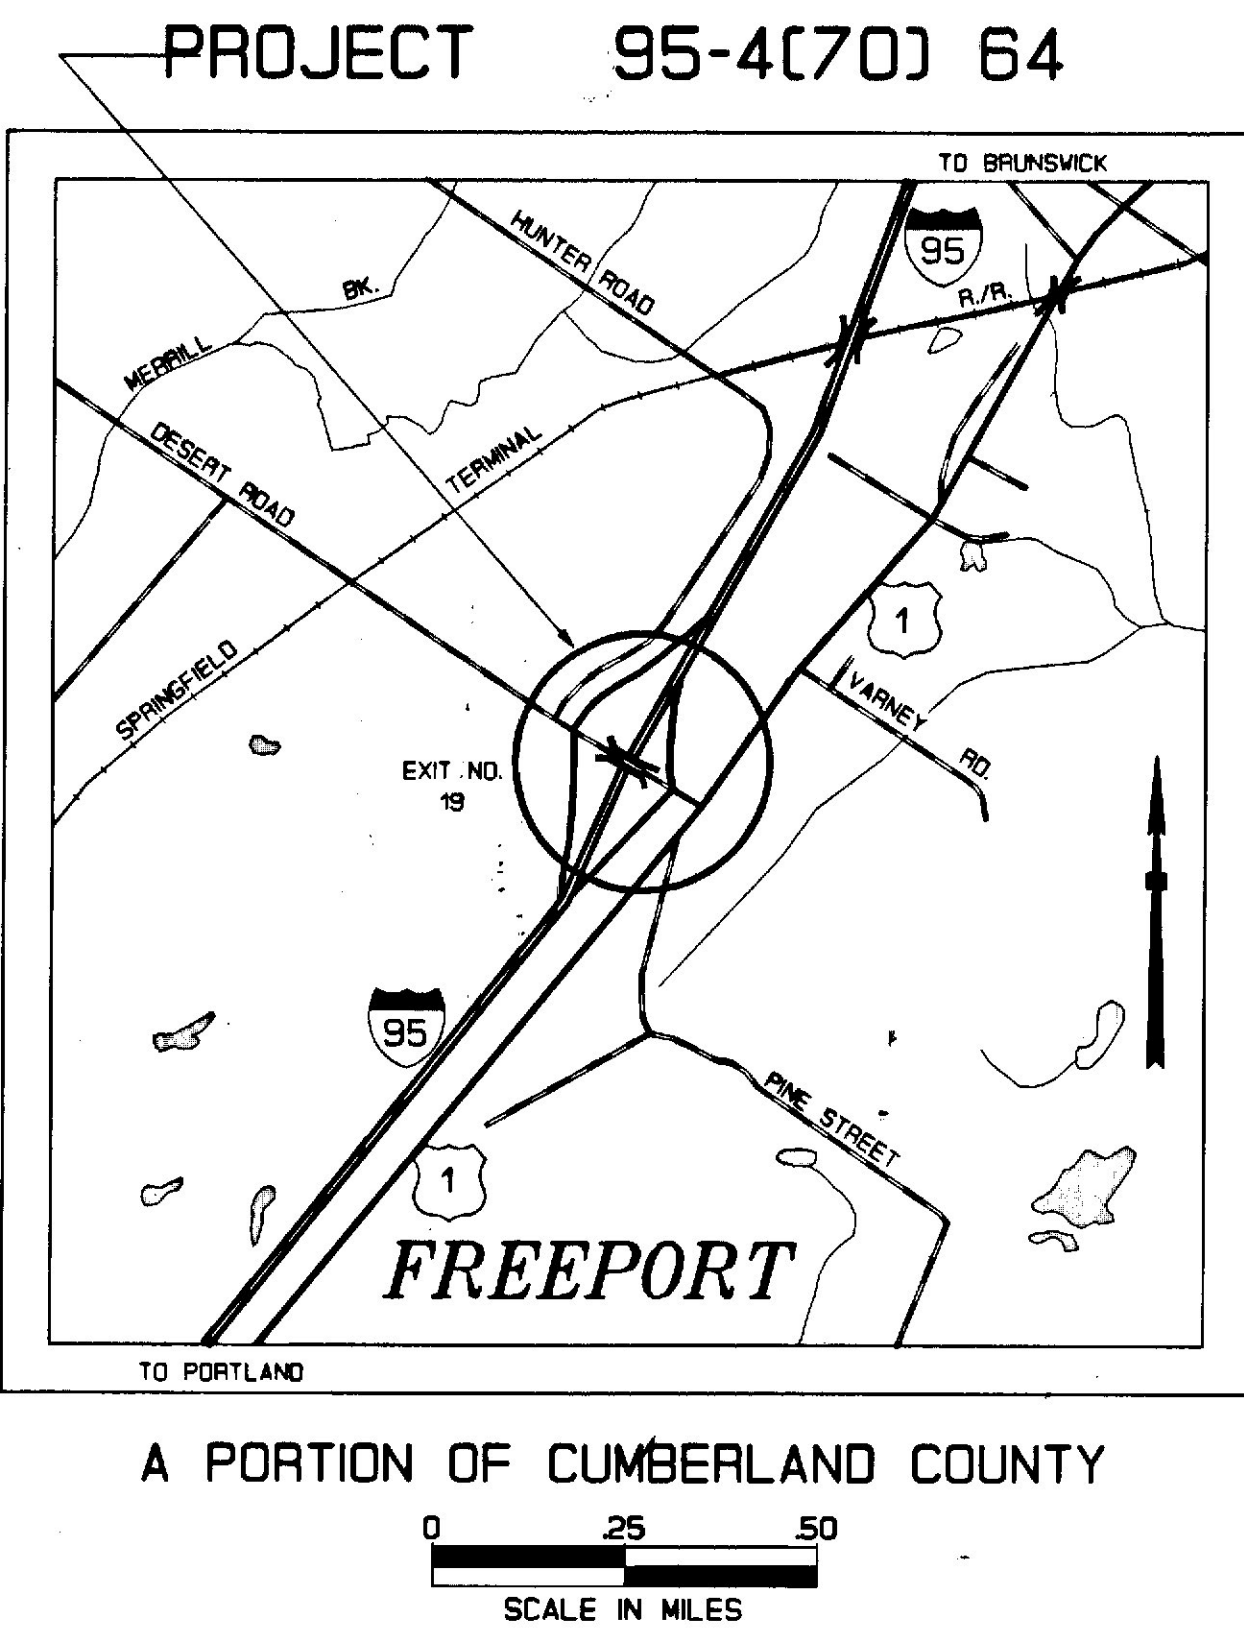 PROJECT 95-4(70) 64
TO BRUNSWICK
95
HUNTER ROAD
R./R.
MERRILL BK.
DESERT ROAD
SPRINGFIELD TERMINAL
1
VARNEY RD.
EXIT NO.
19
95
PINE STREET
1
FREEPORT
TO PORTLAND
A PORTION OF CUMBERLAND COUNTY
0 .25 .50
SCALE IN MILES